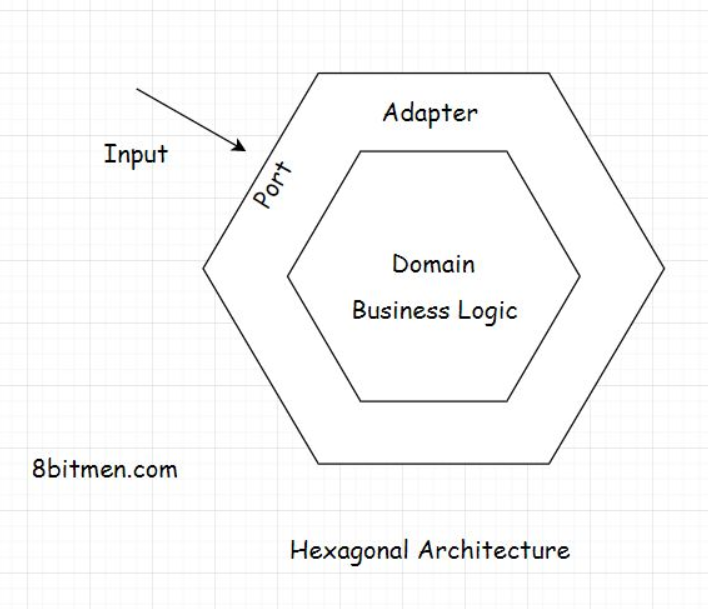 Adapter
Input
Port
Domain
Business Logic
8bitmen.com
Hexagonal Architecture